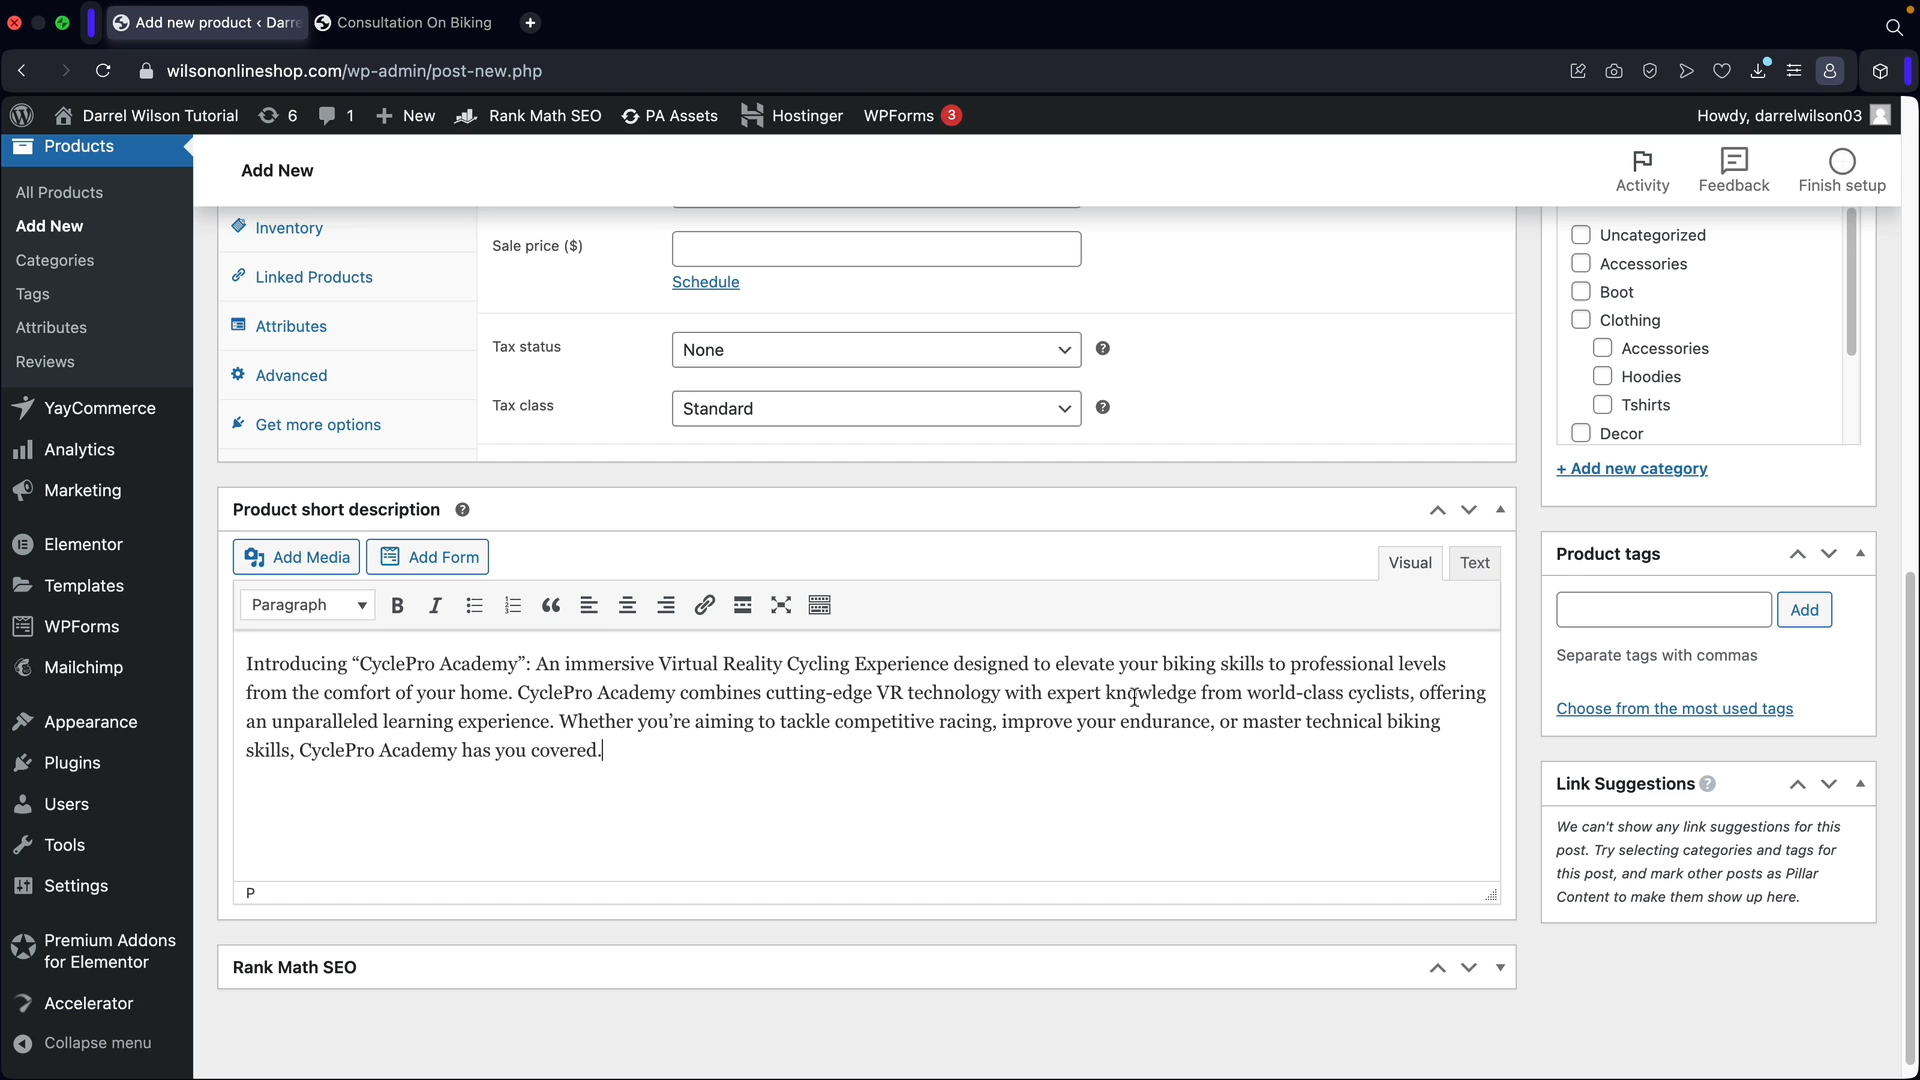 Add new product < Darre
Consultation On Biking
wilsononlineshop.com/wp-admin/post-new.php
Darrel Wilson Tutorial
6
1
New
Rank Math SEO
PA Assets
Hostinger
WPForms
3
Howdy, darrelwilson03
Products
All Products
Add New
Categories
Tags
Attributes
Reviews
YayCommerce
Analytics
Marketing
Elementor
Templates
WPForms
Mailchimp
Appearance
Plugins
Users
Tools
Settings
Premium Addons
for Elementor
Accelerator
Collapse menu
Add New
Activity
Feedback
Finish setup
Inventory
Linked Products
Attributes
Advanced
Get more options
Sale price ($)
Schedule
Tax status
None
Tax class
Standard
Product short description
Add Media
Add Form
Visual
Text
Paragraph
Introducing “CyclePro Academy”: An immersive Virtual Reality Cycling Experience designed to elevate your biking skills to professional levels
from the comfort of your home. CyclePro Academy combines cutting-edge VR technology with expert knowledge from world-class cyclists, offering
an unparalleled learning experience. Whether you’re aiming to tackle competitive racing, improve your endurance, or master technical biking
skills, CyclePro Academy has you covered.
P
Rank Math SEO
Uncategorized
Accessories
Boot
Clothing
Accessories
Hoodies
Tshirts
Decor
+ Add new category
Product tags
Add
Separate tags with commas
Choose from the most used tags
Link Suggestions
We can't show any link suggestions for this
post. Try selecting categories and tags for
this post, and mark other posts as Pillar
Content to make them show up here.